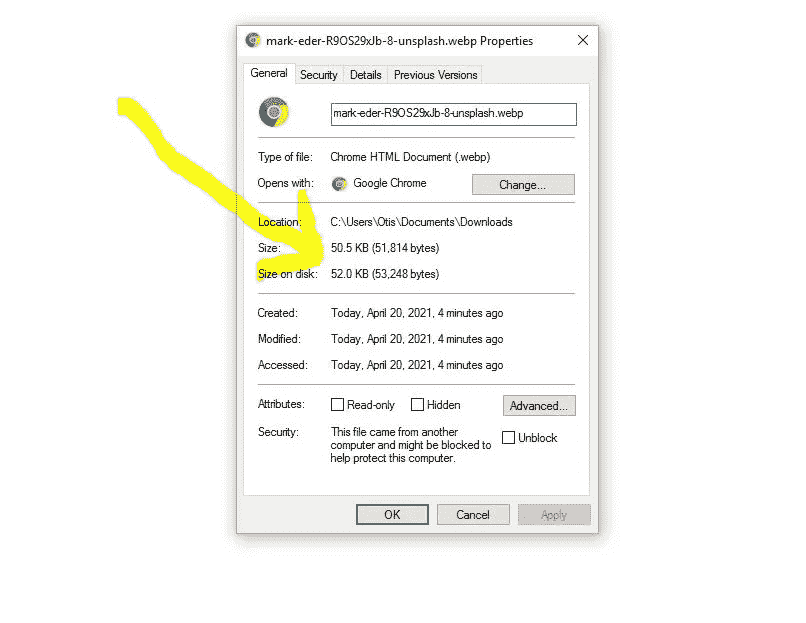 mark-eder-R9OS29xJb-8-unsplash.webp Properties
General Security Details Previous Versions
mark-eder-R9OS29xJb-8-unsplash.webp
Type of file: Chrome HTML Document (.webp)
Opens with: Google Chrome Change...
Location: C:\Users\Otis\Documents\Downloads
Size: 50.5 KB (51,814 bytes)
Size on disk: 52.0 KB (53,248 bytes)
Created: Today, April 20, 2021, 4 minutes ago
Modified: Today, April 20, 2021, 4 minutes ago
Accessed: Today, April 20, 2021, 4 minutes ago
Attributes: Read-only Hidden Advanced...
Security: This file came from another
computer and might be blocked to Unblock
help protect this computer.
OK Cancel Apply